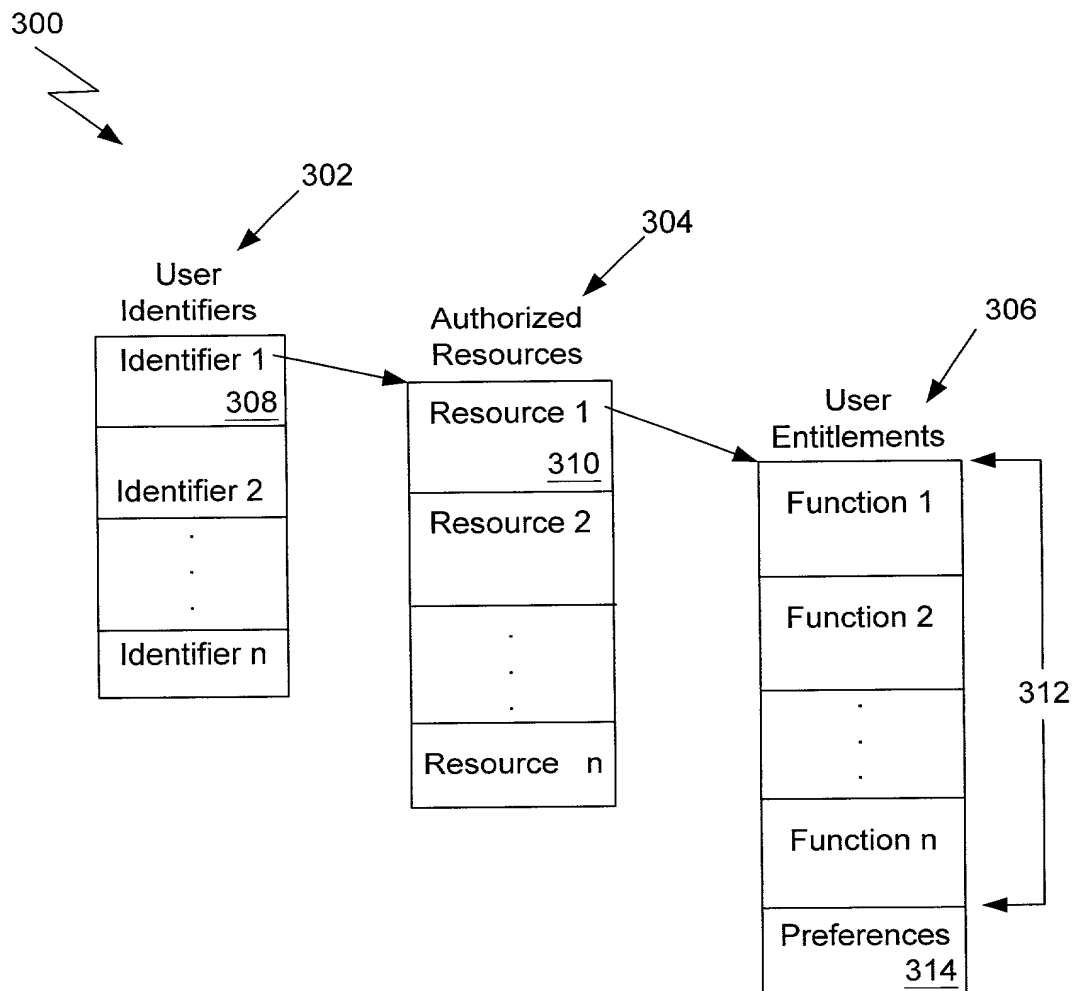 300
302
User
Identifiers
Identifier 1
308
Identifier 2
.
.
.
Identifier n
304
Authorized
Resources
Resource 1
310
Resource 2
.
.
.
Resource n
306
User
Entitlements
Function 1
Function 2
.
.
.
Function n
312
Preferences
314